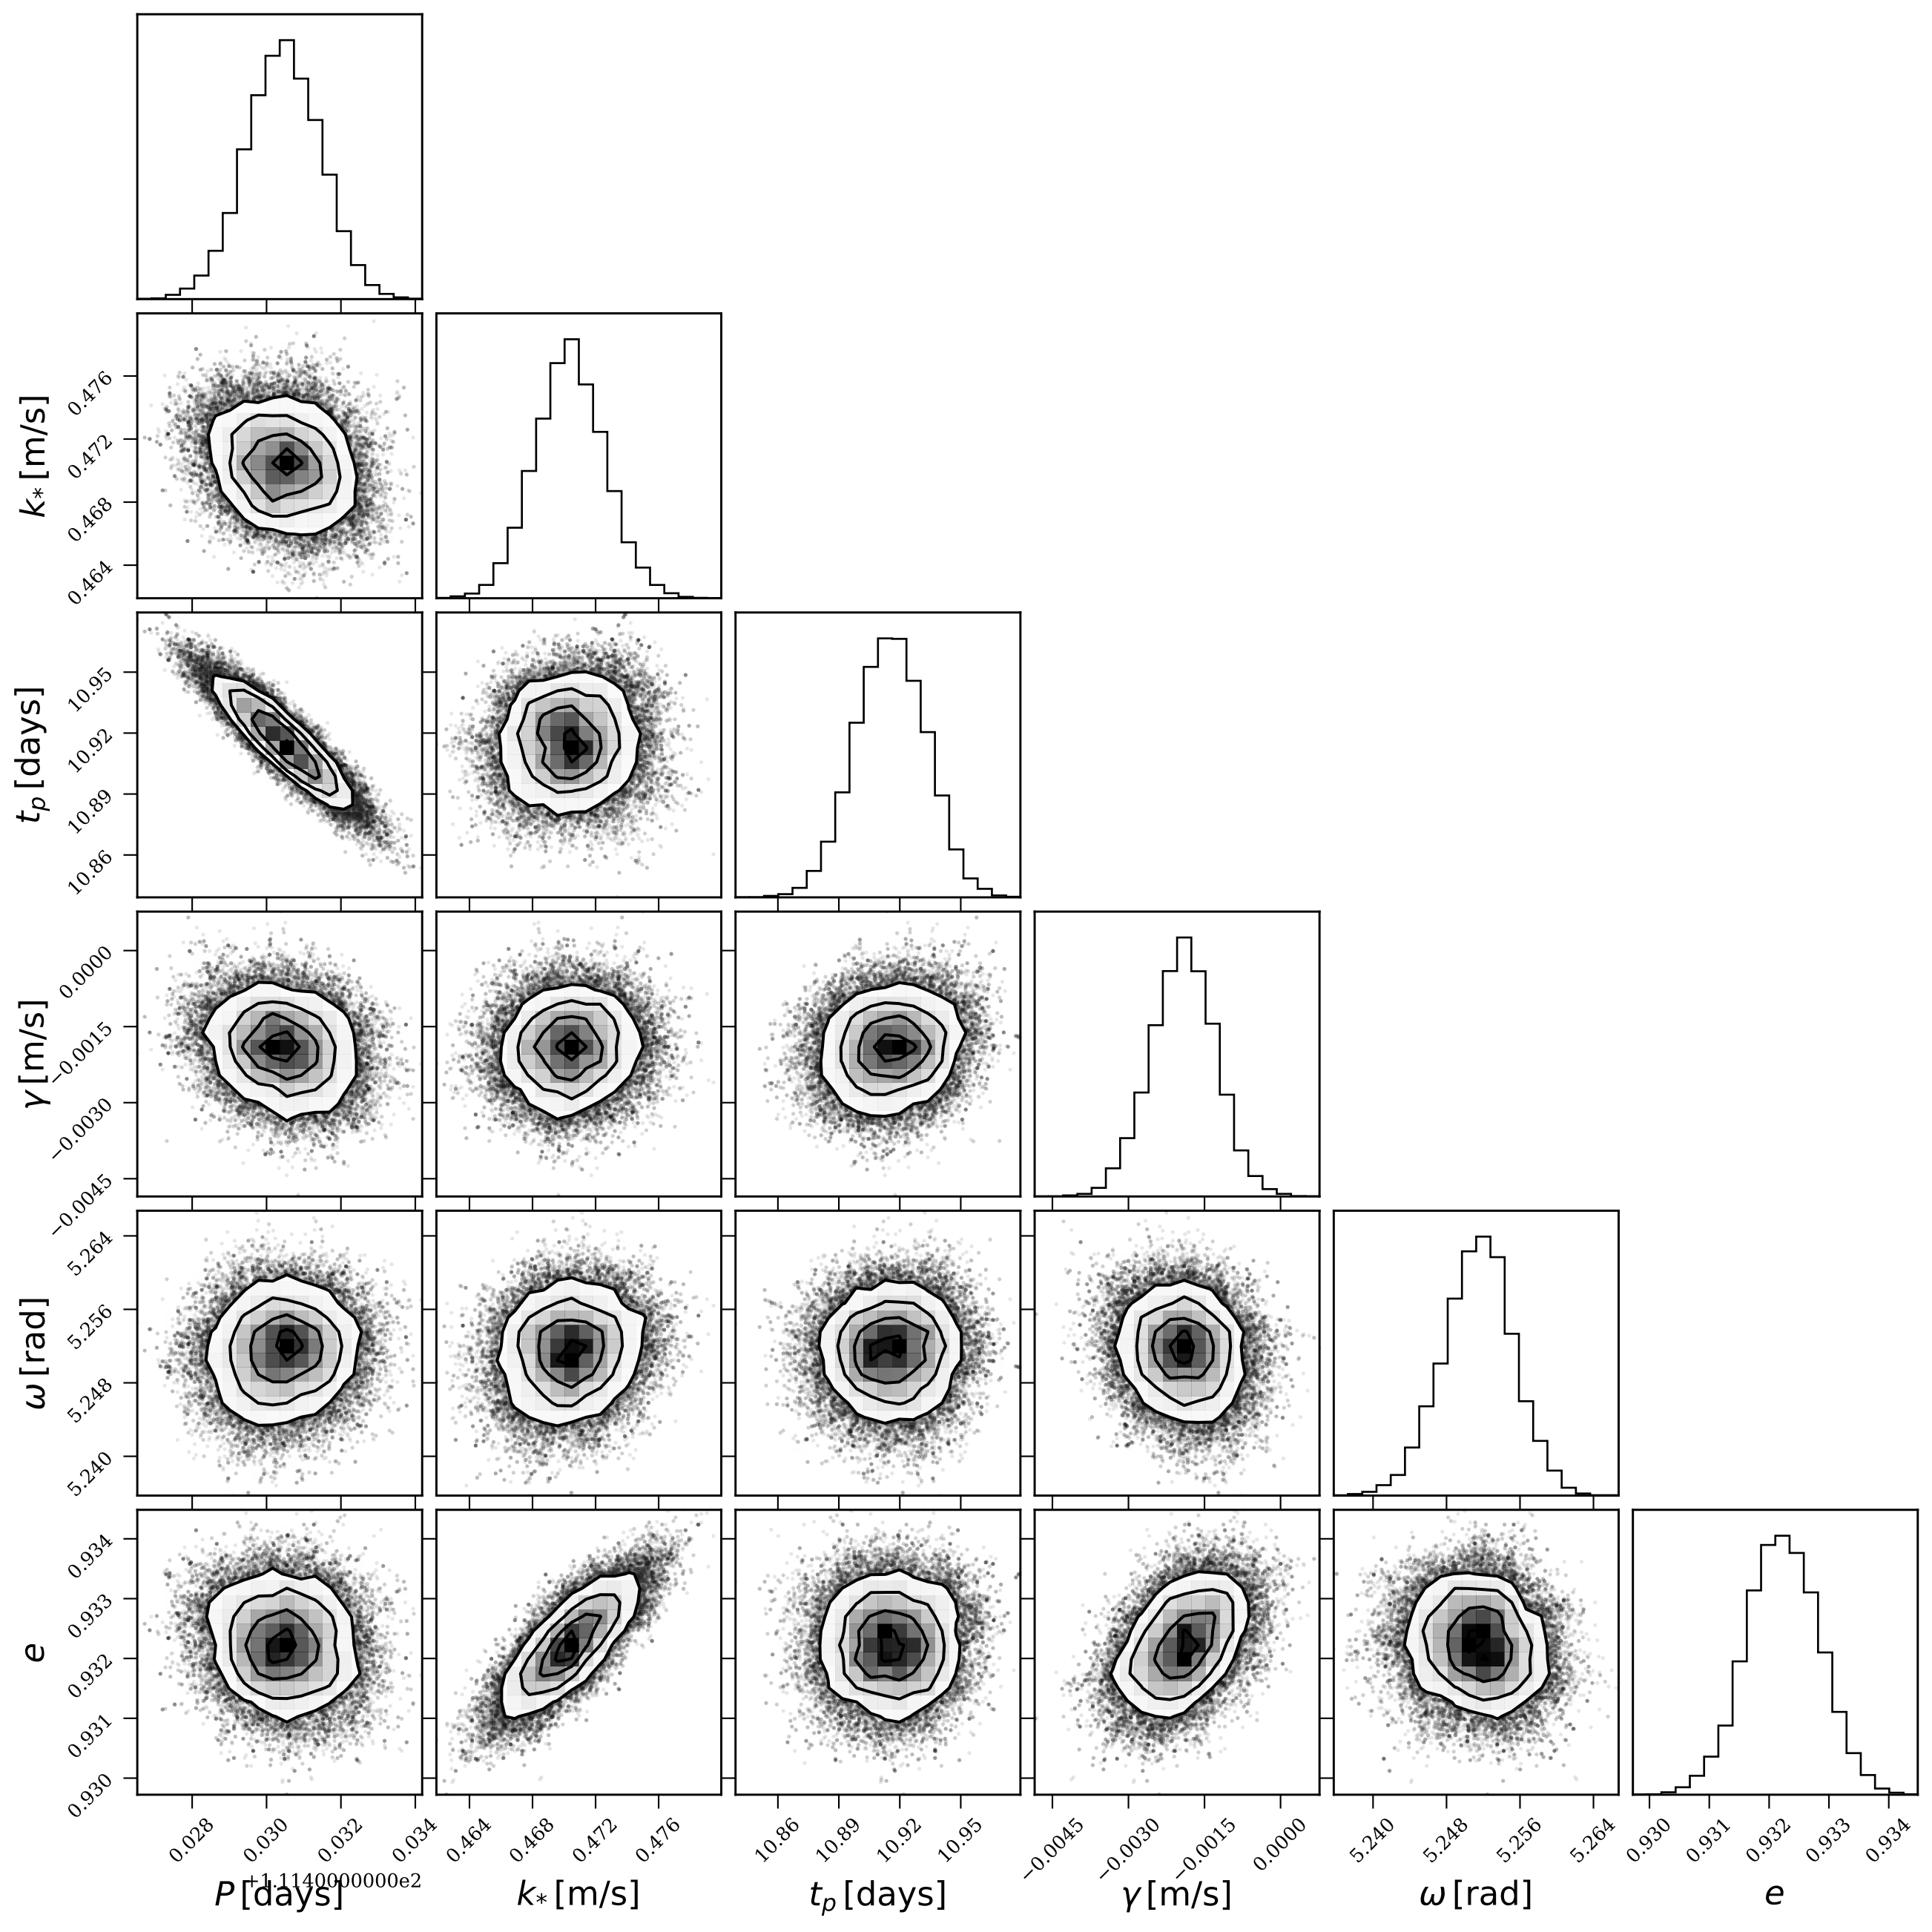 k* [m/s]
0.476
0.472
0.468
0.464
t_p [days]
10.95
10.92
10.89
10.86
γ [m/s]
0.0000
−0.0015
−0.0030
−0.0045
ω [rad]
5.264
5.256
5.248
5.240
e
0.934
0.933
0.932
0.931
0.930
0.028 0.030 0.032 0.034
0.464 0.468 0.472 0.476
10.86 10.89 10.92 10.95
−0.0045 −0.0030 −0.0015 0.0000
5.240 5.248 5.256 5.264
0.930 0.931 0.932 0.933 0.934
+1.1140000000e2
P [days] k* [m/s] t_p [days] γ [m/s] ω [rad] e